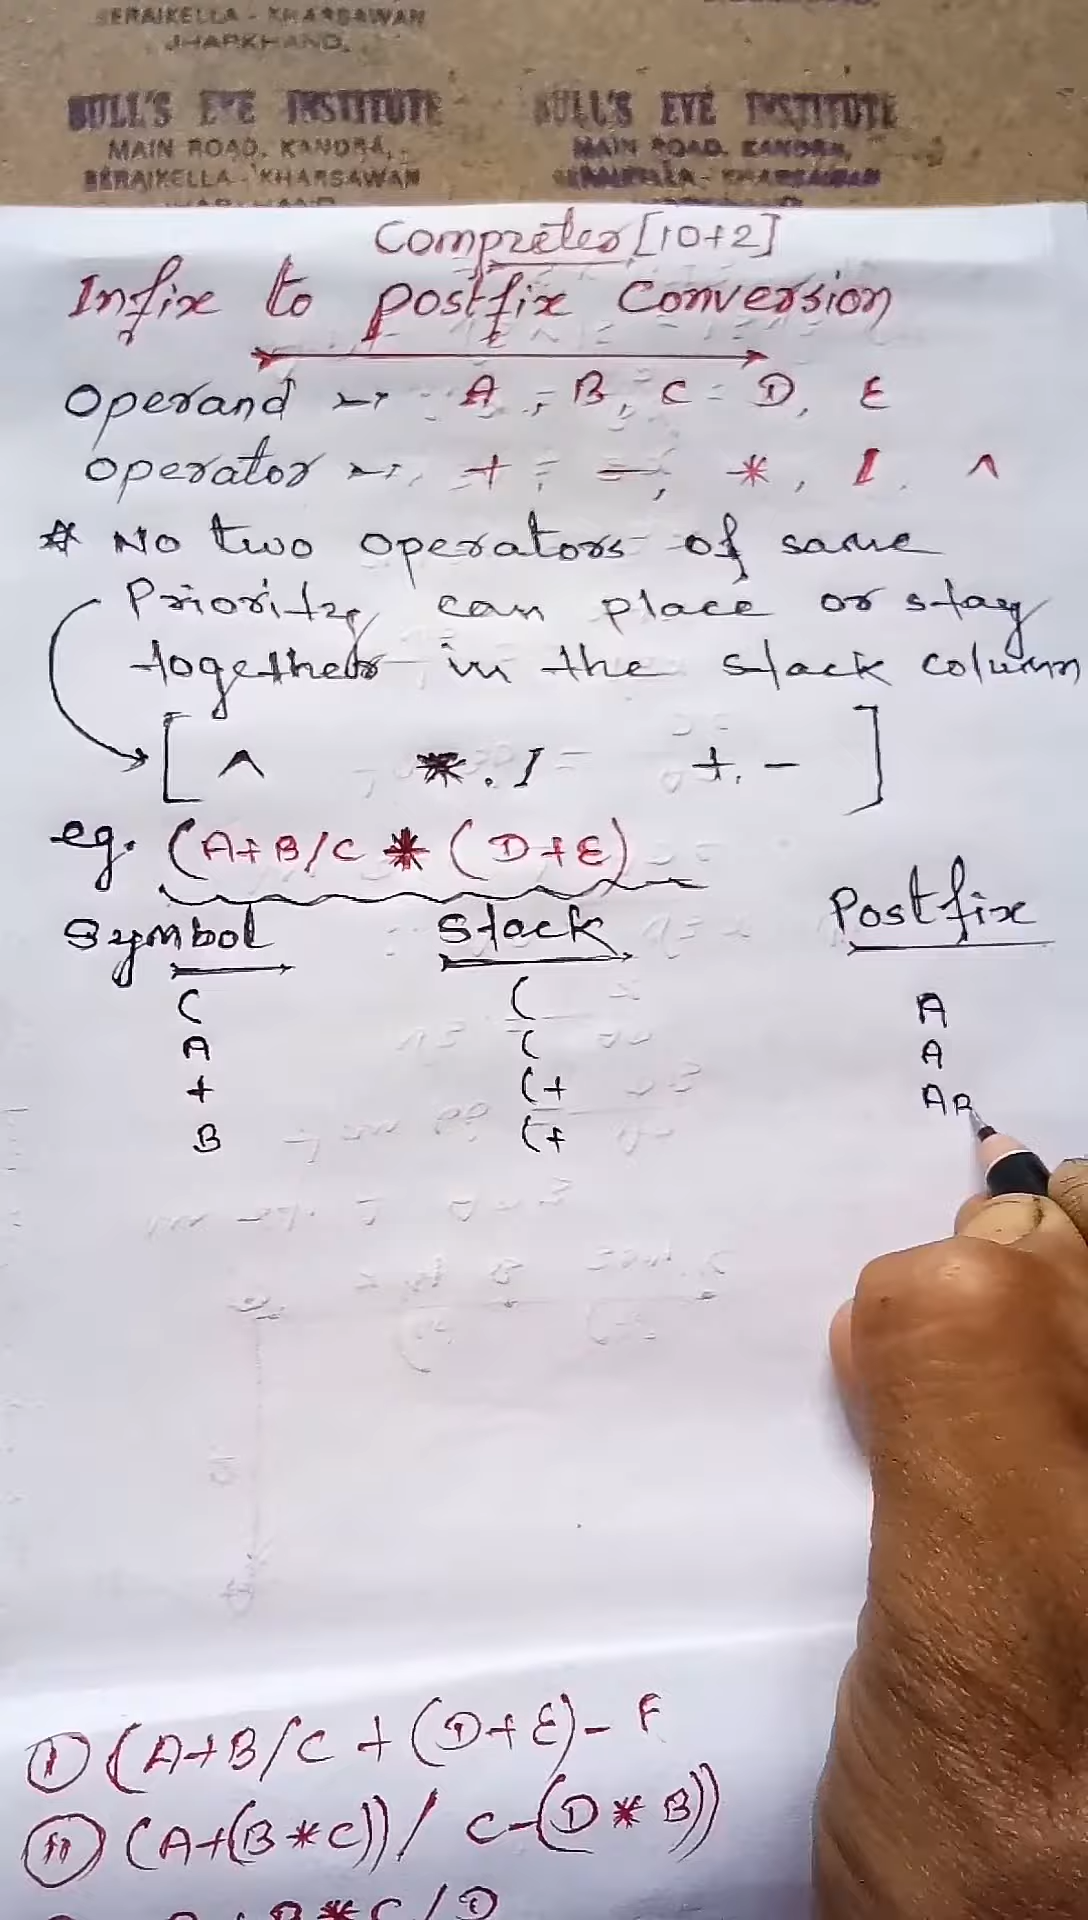 SERAIKELLA - KHARSAWAN
JHARKHAND.
BULL'S EYE INSTITUTE
MAIN ROAD, KANDRA,
SERAIKELLA - KHARSAWAN
BULL'S EYE INSTITUTE
MAIN ROAD, KANDRA,
SERAIKELLA - KHARSAWAN
[10+2]
Infix to postfix conversion
operand → A, B, C, D, E
operator → +, -, *, /, ^
* No two operators of same
Priority can place or stay
together in the stack column
[ ^ *, / +, - ]
eg. (A+B/C * (D+E)
Symbol Stack Postfix
( (
A ( A
+ (+ A
B (+ AB
(i) (A+B/C + (D+E) - F
(ii) (A+(B*C))/ C-(D*B))
B*C/D